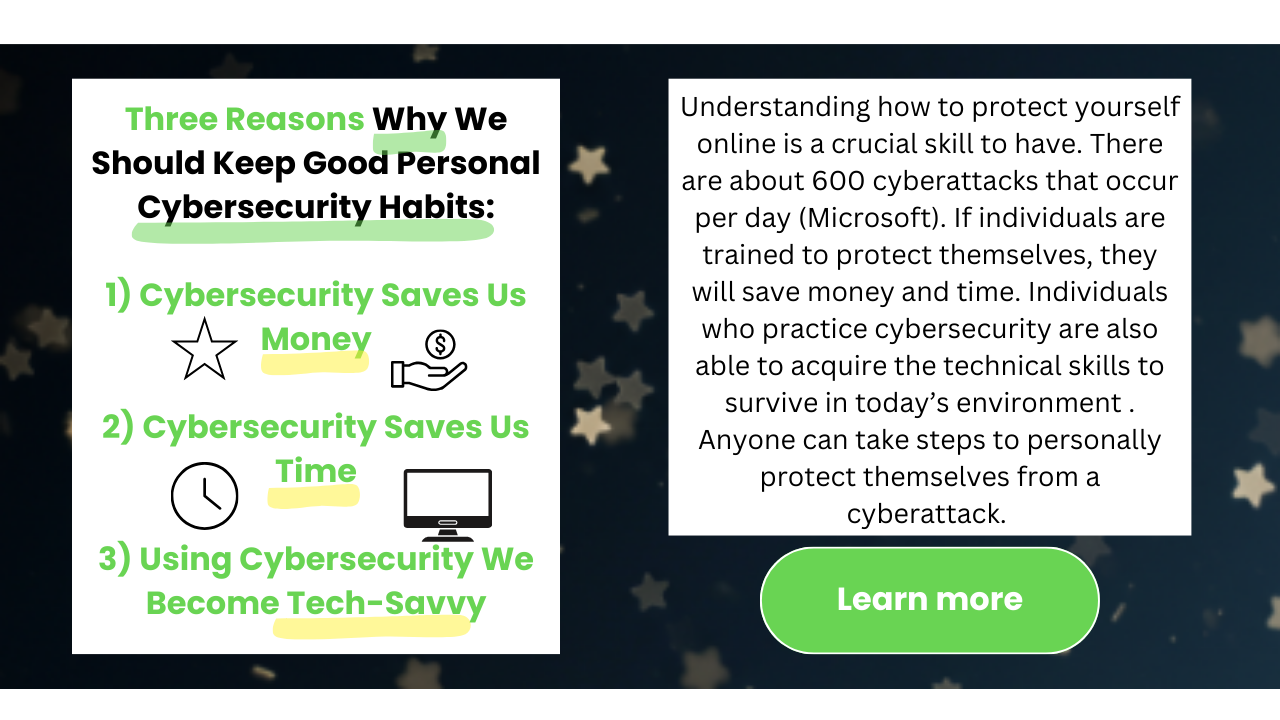 Three Reasons Why We
Should Keep Good Personal
Cybersecurity Habits:
1) Cybersecurity Saves Us
Money
$
2) Cybersecurity Saves Us
Time
3) Using Cybersecurity We
Become Tech-Savvy
Understanding how to protect yourself
online is a crucial skill to have. There
are about 600 cyberattacks that occur
per day (Microsoft). If individuals are
trained to protect themselves, they
will save money and time. Individuals
who practice cybersecurity are also
able to acquire the technical skills to
survive in today’s environment .
Anyone can take steps to personally
protect themselves from a
cyberattack.
Learn more